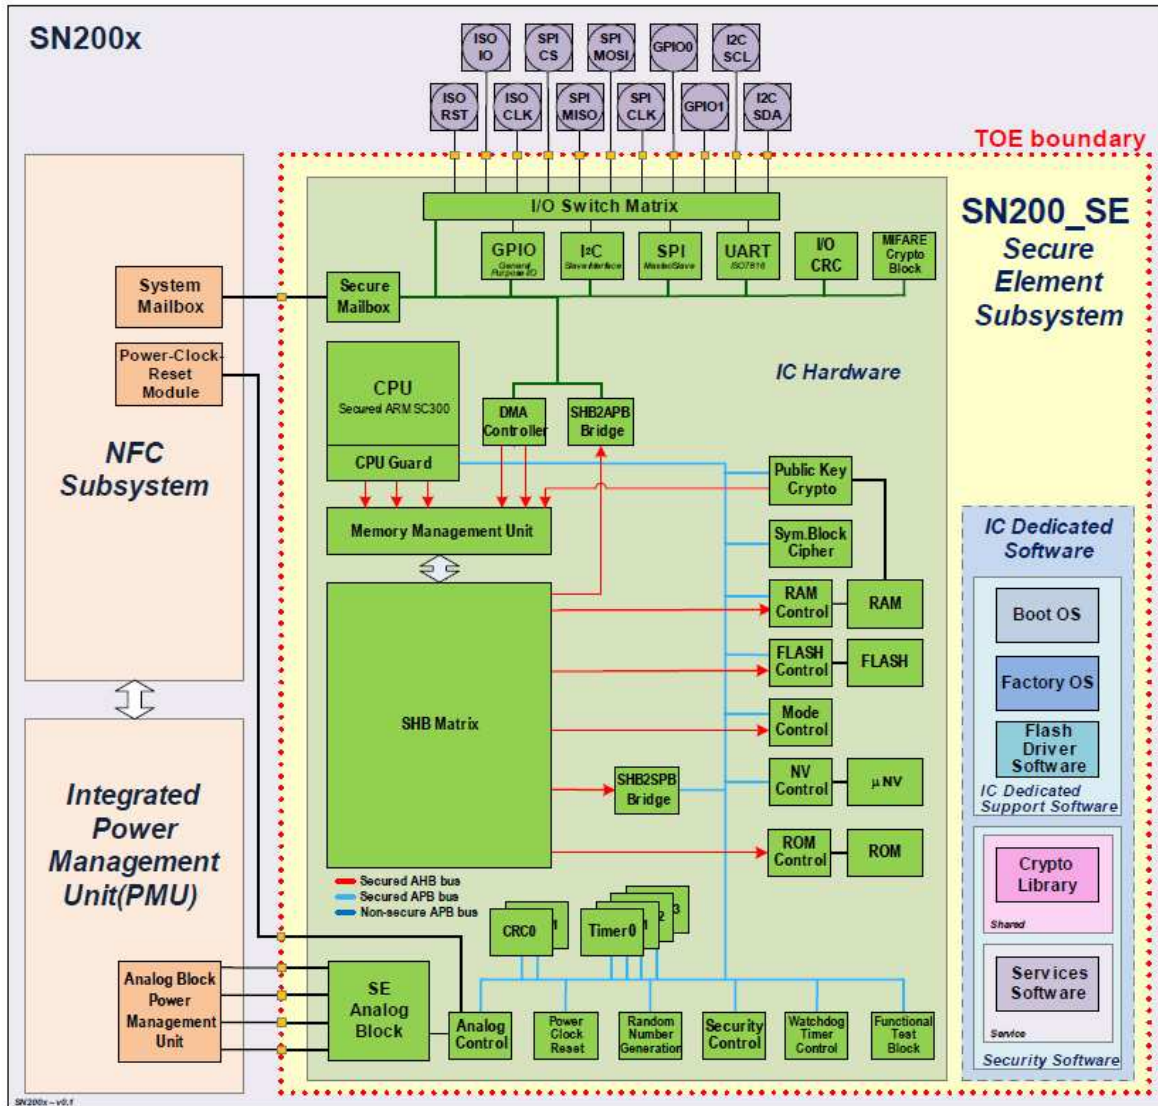 SN200x
ISO
IO
SPI
CS
SPI
MOSI
GPIO0
I2C
SCL
ISO
RST
ISO
CLK
SPI
MISO
SPI
CLK
GPIO1
I2C
SDA
TOE boundary
I/O Switch Matrix
SN200_SE
Secure
Element
Subsystem
GPIO
General
Purpose I/O
I²C
Slave Interface
SPI
Master/Slave
UART
ISO7816
I/O
CRC
MIFARE
Crypto
Block
System
Mailbox
Secure
Mailbox
Power-Clock-
Reset
Module
NFC
Subsystem
IC Hardware
CPU
Secured ARM SC300
CPU Guard
DMA
Controller
SHB2APB
Bridge
Memory Management Unit
Public Key
Crypto
Sym.Block
Cipher
RAM
Control
RAM
FLASH
Control
FLASH
SHB Matrix
Mode
Control
SHB2SPB
Bridge
NV
Control
μNV
ROM
Control
ROM
IC Dedicated
Software
Boot OS
Factory OS
Flash
Driver
Software
IC Dedicated
Support Software
Crypto
Library
Shared
Services
Software
Service
Security Software
Integrated
Power
Management
Unit(PMU)
Secured AHB bus
Secured APB bus
Non-secure APB bus
CRC0
1
Timer0
1
2
3
Analog Block
Power
Management
Unit
SE
Analog
Block
Analog
Control
Power
Clock
Reset
Random
Number
Generation
Security
Control
Watchdog
Timer
Control
Functional
Test
Block
SN200x – v0.1